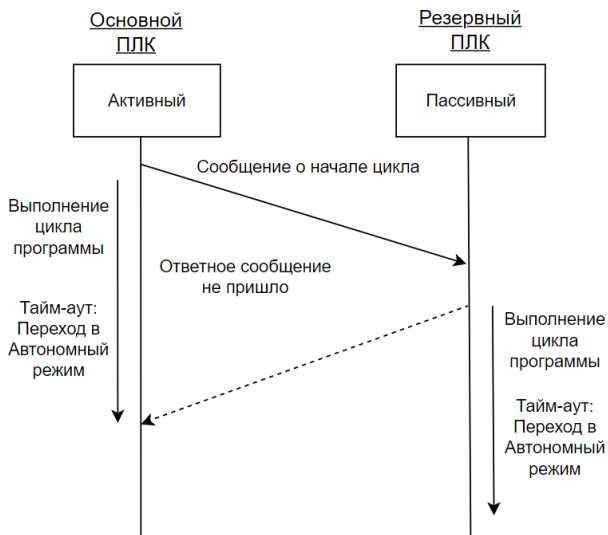 Основной
ПЛК
Резервный
ПЛК
Активный
Пассивный
Сообщение о начале цикла
Выполнение
цикла
программы
Ответное сообщение
не пришло
Тайм-аут:
Переход в
Автономный
режим
Выполнение
цикла
программы
Тайм-аут:
Переход в
Автономный
режим